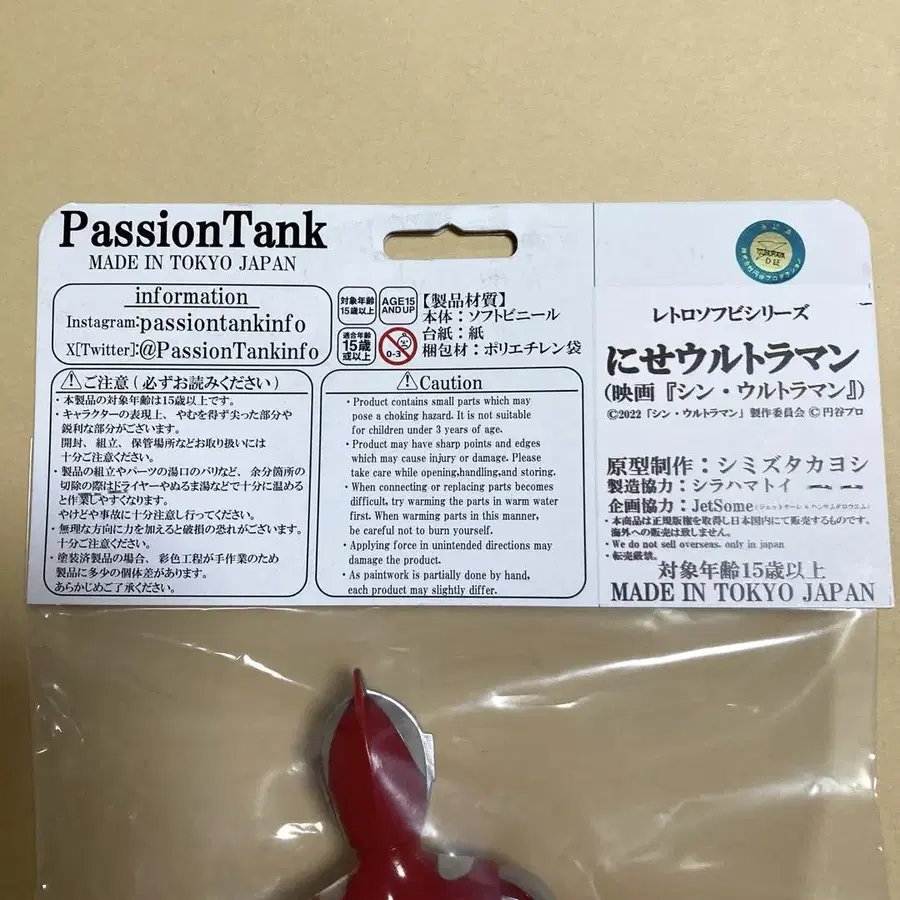 PassionTank
MADE IN TOKYO JAPAN
information
Instagram:passiontankinfo
X[Twitter]:@PassionTankinfo
対象年齢
15歳以上
AGE15
AND UP
適合年齢
15歳
或以上
0-3
【製品材質】
本体：ソフトビニール
台紙：紙
梱包材：ポリエチレン袋
ご注意（必ずお読みください）
・本製品の対象年齢は15歳以上です。
・キャラクターの表現上、やむを得ず尖った部分や
鋭利な部分がございます。
開封、組立、保管場所などお取り扱いには
十分ご注意ください。
・製品の組立やパーツの湯口のバリなど、余分箇所の
切除の際はドライヤーやぬるま湯などで十分に温める
と作業しやすくなります。
やけどや事故に十分注意し行ってください。
・無理な方向に力を加えると破損の恐れがございます。
十分ご注意ください。
・塗装済製品の場合、彩色工程が手作業のため
製品に多少の個体差があります。
あらかじめご了承ください。
Caution
・Product contains small parts which may
pose a choking hazard. It is not suitable
for children under 3 years of age.
・Product may have sharp points and edges
which may cause injury or damage. Please
take care while opening,handling,and storing.
・When connecting or replacing parts becomes
difficult, try warming the parts in warm water
first. When warming parts in this manner,
be careful not to burn yourself.
・Applying force in unintended directions may
damage the product.
・As paintwork is partially done by hand,
each product may slightly differ.
レトロソフビシリーズ
にせウルトラマン
（映画『シン・ウルトラマン』）
©2022「シン・ウルトラマン」製作委員会 © 円谷プロ
原型制作：シミズタカヨシ
製造協力：シラハマトイ
企画協力：JetSome
・本商品は正規版権を取得し日本国内にて販売するものです。
海外への販売は致しません。
・We do not sell overseas. only in japan
・転売厳禁。
対象年齢15歳以上
MADE IN TOKYO JAPAN